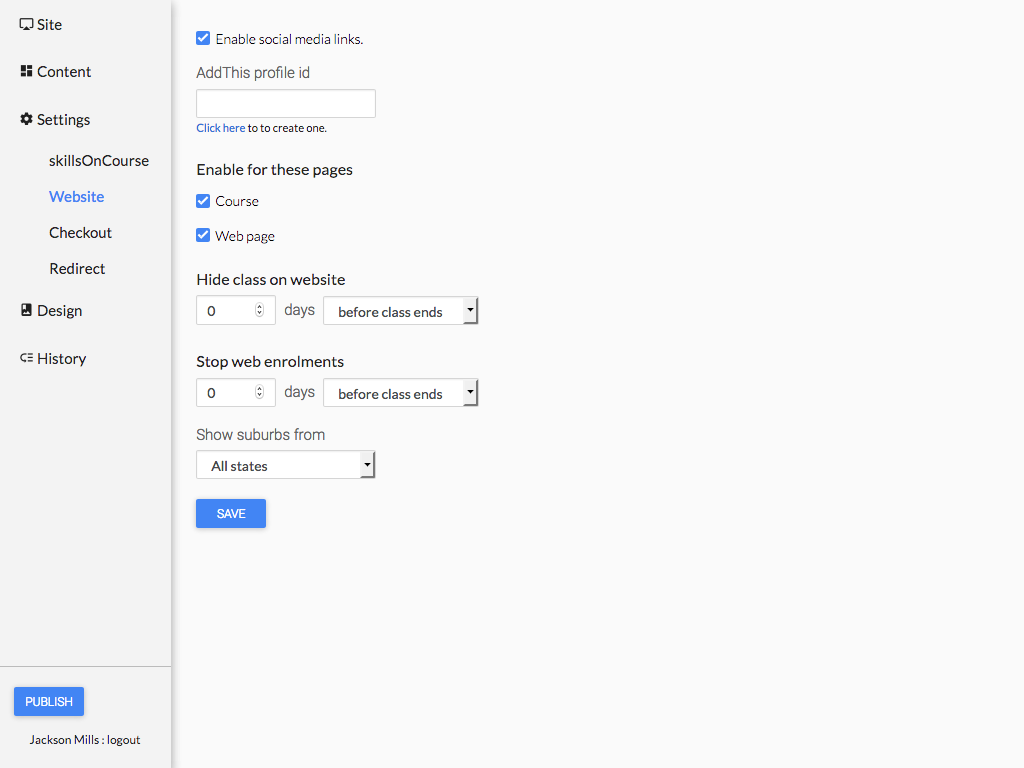 Site
Content
Settings
skillsOnCourse
Website
Checkout
Redirect
Design
History
PUBLISH
Jackson Mills : logout
Enable social media links.
AddThis profile id
Click here to to create one.
Enable for these pages
Course
Web page
Hide class on website
0 days before class ends
Stop web enrolments
0 days before class ends
Show suburbs from
All states
SAVE